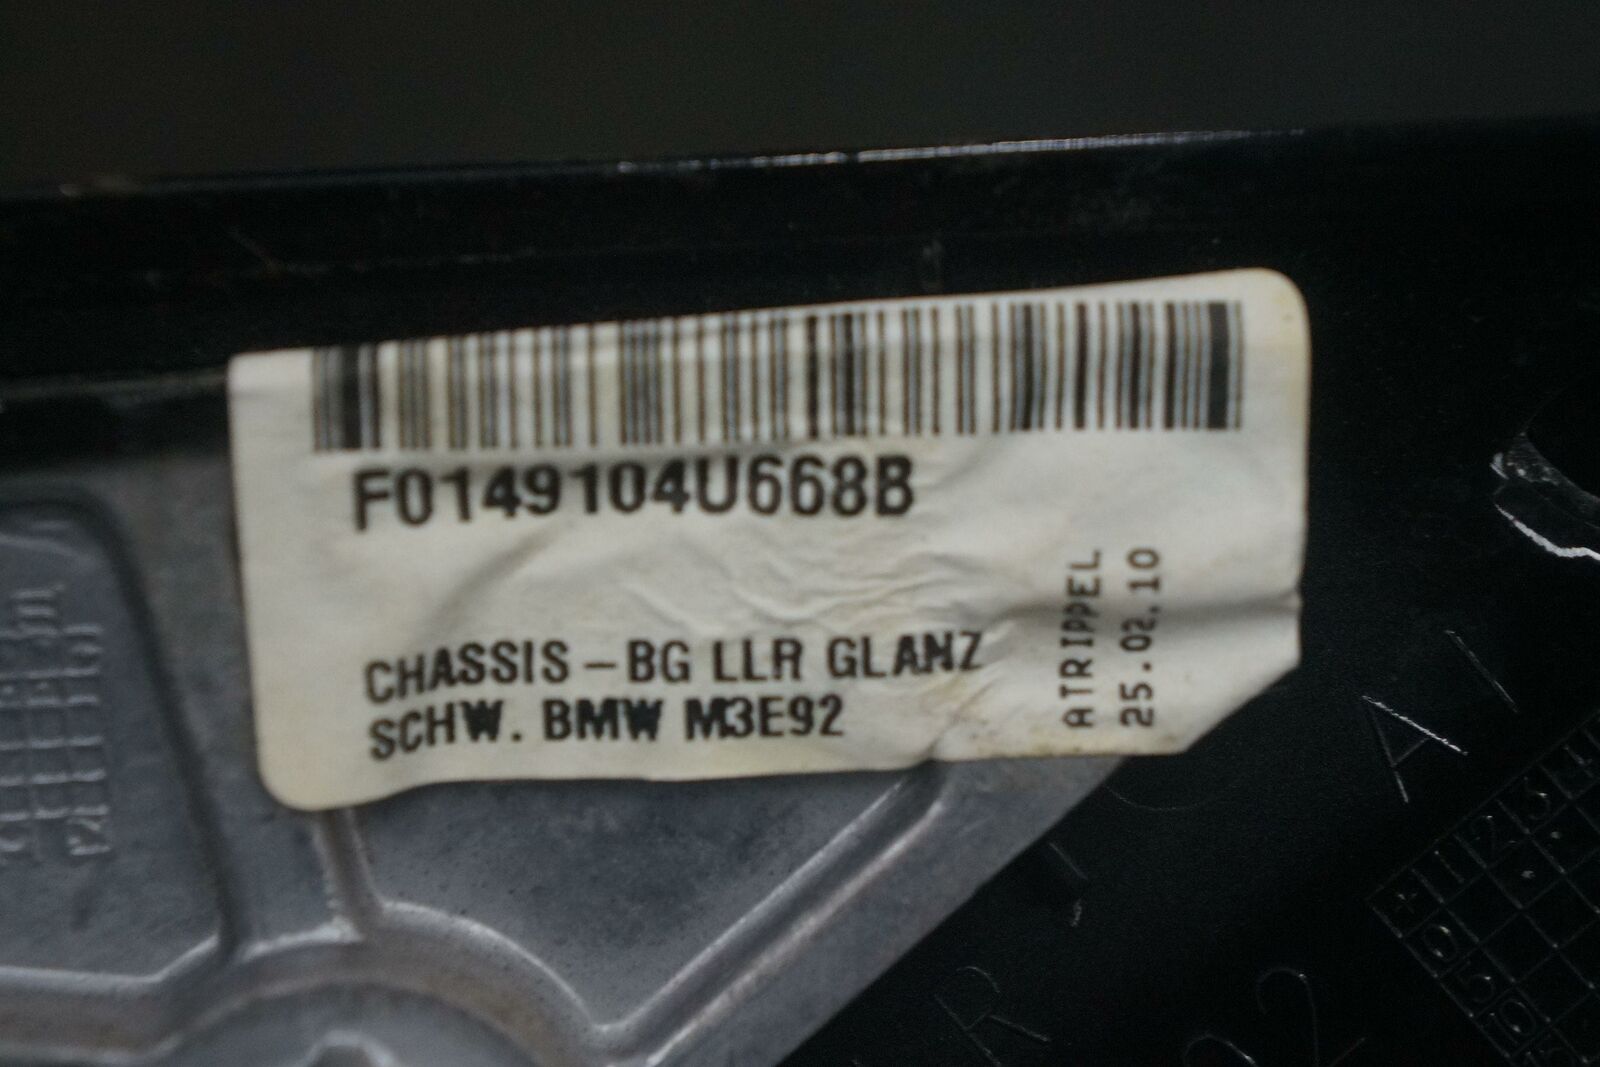 F0149104U668B
CHASSIS-BG LLR GLANZ
SCHW. BMW M3E92
ATRIPPEL
25.02.10